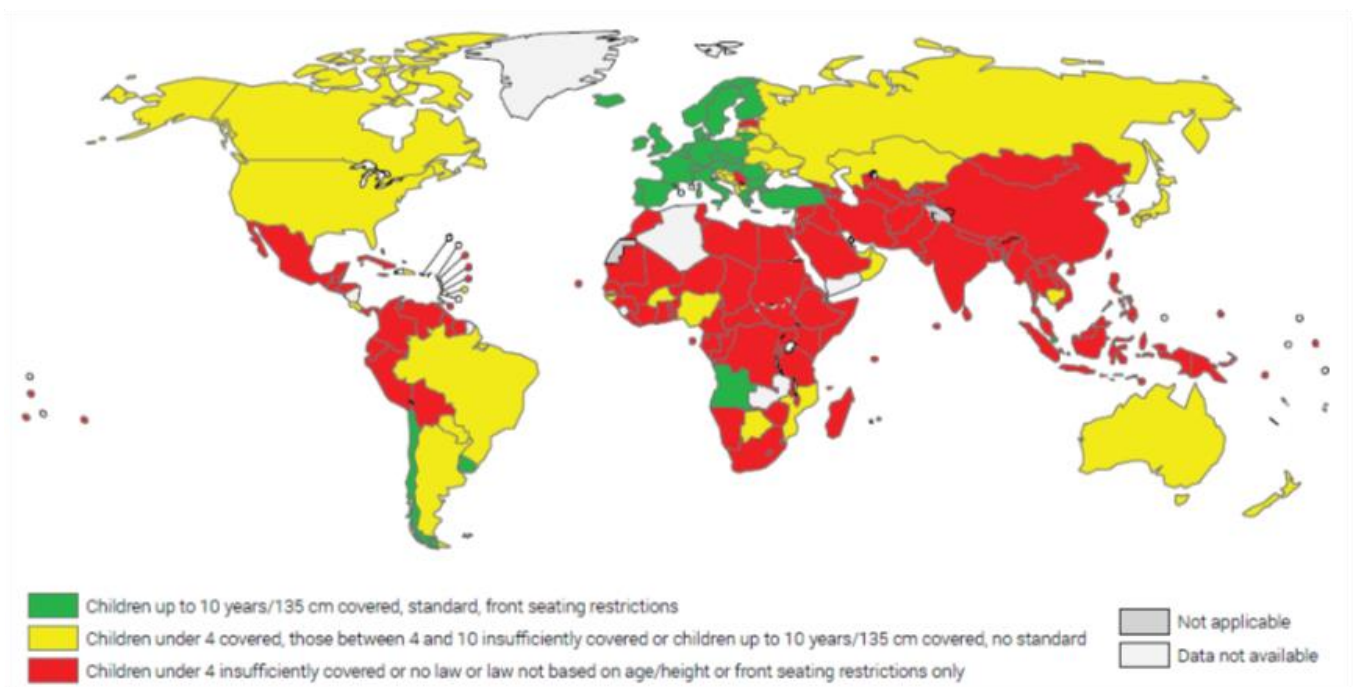 Children up to 10 years/135 cm covered, standard, front seating restrictions
Children under 4 covered, those between 4 and 10 insufficiently covered or children up to 10 years/135 cm covered, no standard
Children under 4 insufficiently covered or no law or law not based on age/height or front seating restrictions only
Not applicable
Data not available